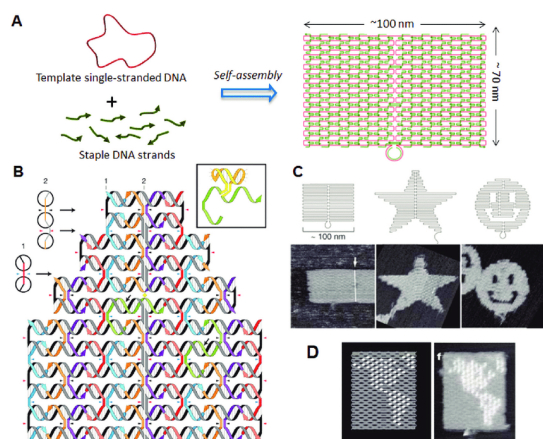 A
~100 nm
~70 nm
Template single-stranded DNA
+
Self-assembly
Staple DNA strands
B
2
1
1
2
C
~ 100 nm
D
f